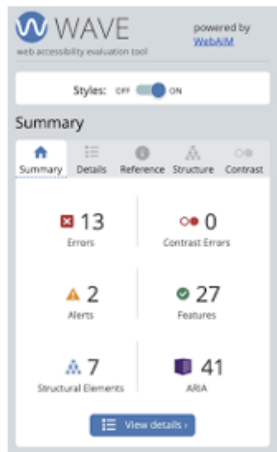 WAVE
powered by
WebAIM
web accessibility evaluation tool
Styles: OFF ON
Summary
Summary Details Reference Structure Contrast
13 0
Errors Contrast Errors
2 27
Alerts Features
7 41
Structural Elements ARIA
View details ›